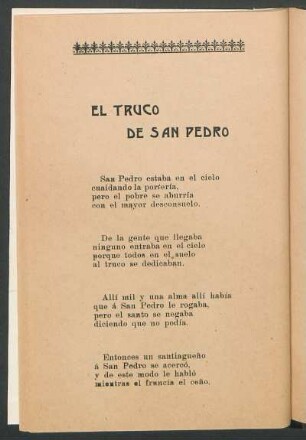 EL TRUCO
DE SAN PEDRO
San Pedro estaba en el cielo
cuaidando la portería,
pero el pobre se aburría
con el mayor desconsuelo.
De la gente que llegaba
ninguno entraba en el cielo
porque todos en el suelo
al truco se dedicaban.
Allí mil y una alma allí había
que á San Pedro le rogaba,
pero el santo se negaba
diciendo que no podía.
Entonces un santiagueño
á San Pedro se acercó,
y de este modo le habló
mientras el francía el ceño.